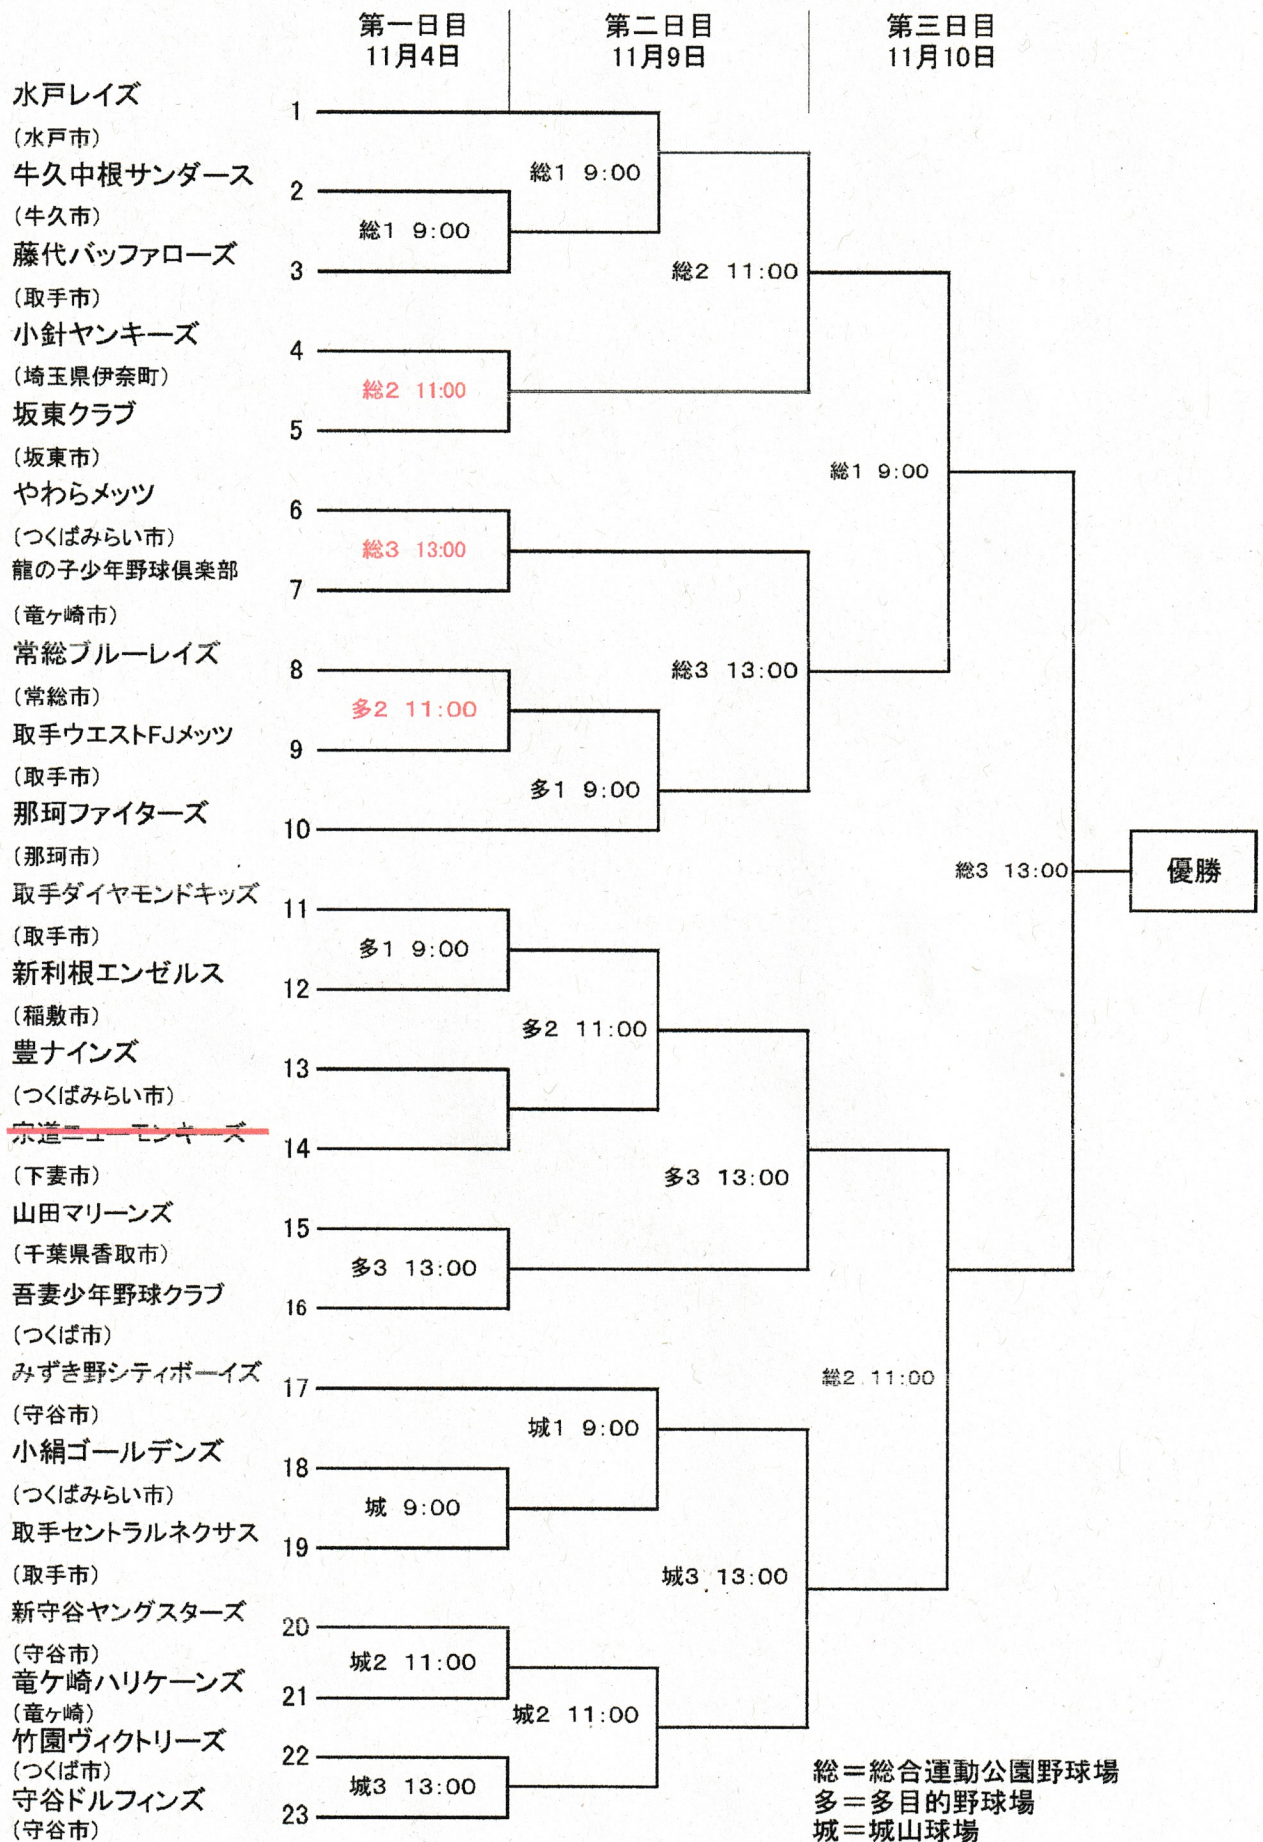 第一日目 第二日目 第三日目
11月4日 11月9日 11月10日
水戸レイズ
1
(水戸市)
総1 9:00
牛久中根サンダース
2
(牛久市)
総1 9:00
藤代バッファローズ
3
総2 11:00
(取手市)
小針ヤンキーズ
4
(埼玉県伊奈町)
総2 11:00
坂東クラブ
5
(坂東市)
総1 9:00
やわらメッツ
6
(つくばみらい市)
総3 13:00
龍の子少年野球倶楽部
7
(竜ヶ崎市)
常総ブルーレイズ
8
総3 13:00
(常総市)
多2 11:00
取手ウエストFJメッツ
9
(取手市)
多1 9:00
那珂ファイターズ
10
(那珂市)
総3 13:00
優勝
取手ダイヤモンドキッズ
11
(取手市)
多1 9:00
新利根エンゼルス
12
(稲敷市)
多2 11:00
豊ナインズ
13
(つくばみらい市)
宗道ニューモンキーズ
14
(下妻市)
多3 13:00
山田マリーンズ
15
(千葉県香取市)
多3 13:00
吾妻少年野球クラブ
16
(つくば市)
みずき野シティボーイズ
17
総2 11:00
(守谷市)
城1 9:00
小絹ゴールデンズ
18
(つくばみらい市)
城 9:00
取手セントラルネクサス
19
(取手市)
城3 13:00
新守谷ヤングスターズ
20
(守谷市)
城2 11:00
竜ケ崎ハリケーンズ
21
(竜ヶ崎)
城2 11:00
竹園ヴィクトリーズ
22
(つくば市)
城3 13:00
守谷ドルフィンズ
23
(守谷市)
総＝総合運動公園野球場
多＝多目的野球場
城＝城山球場